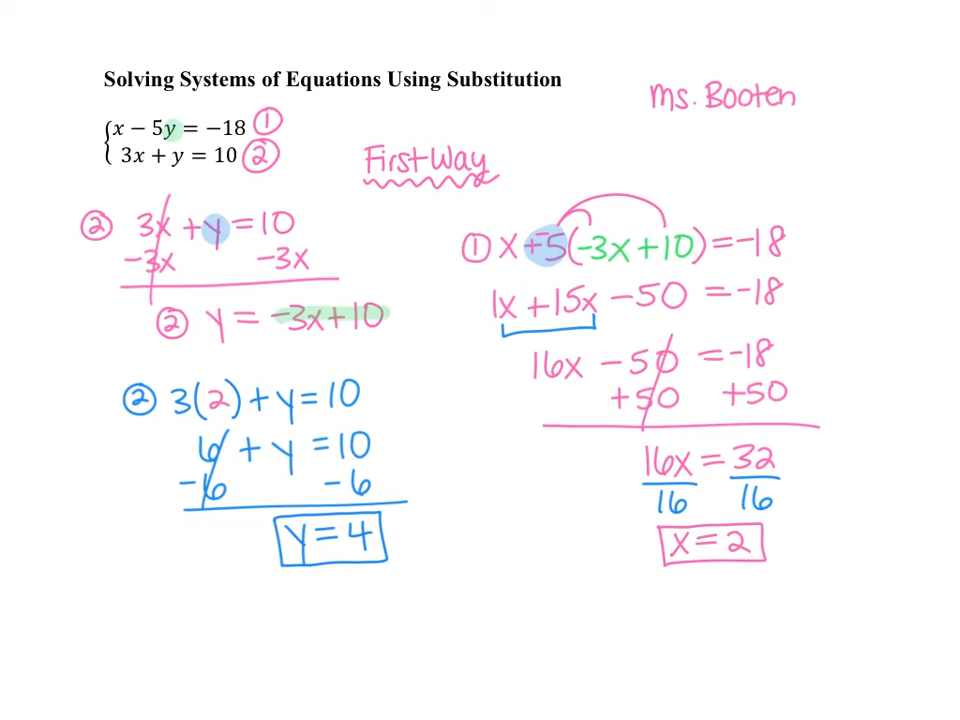 Solving Systems of Equations Using Substitution
Ms. Booten
{x − 5y = −18 ①
3x + y = 10 ②
First Way
② 3x + y = 10
−3x −3x
② y = −3x+10
② 3(2) + y = 10
6 + y = 10
−6 −6
y = 4
① x + −5(−3x + 10) = −18
1x + 15x − 50 = −18
16x − 50 = −18
+50 +50
16x = 32
16 16
x = 2